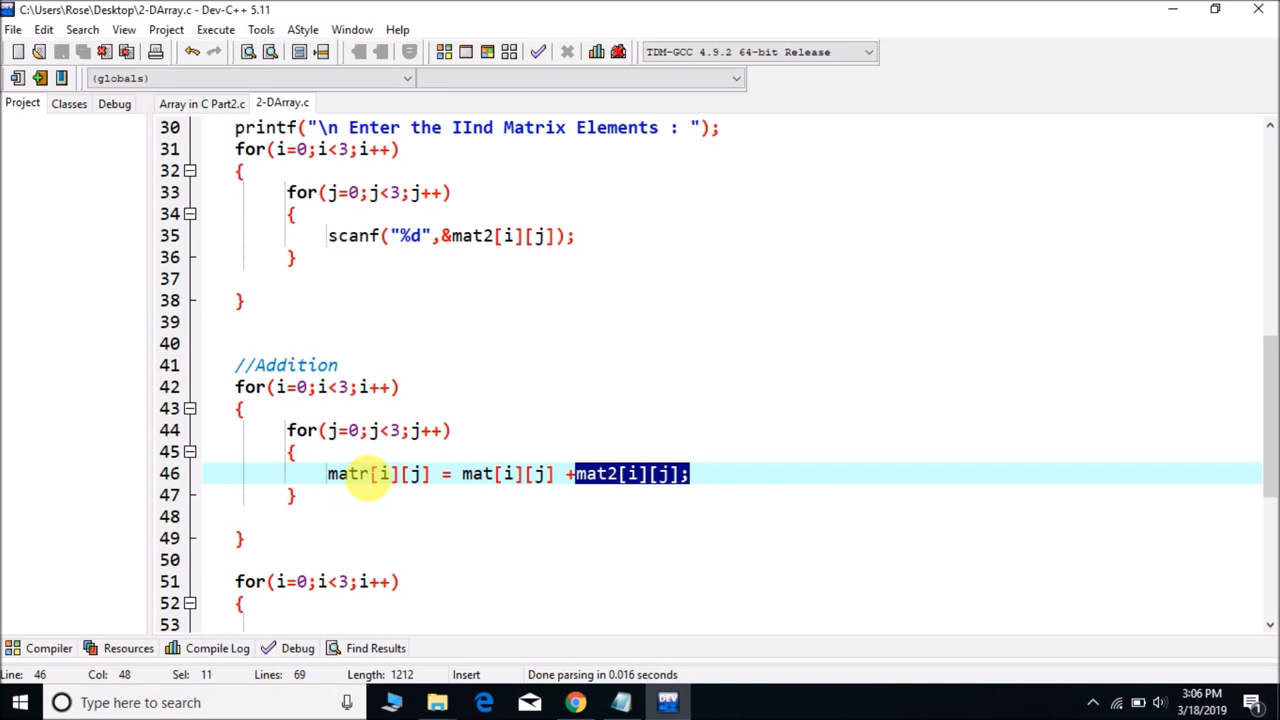 C:\Users\Rose\Desktop\2-DArray.c - Dev-C++ 5.11
File Edit Search View Project Execute Tools AStyle Window Help
TDM-GCC 4.9.2 64-bit Release
(globals)
Project Classes Debug Array in C Part2.c 2-DArray.c
30 printf("\n Enter the IInd Matrix Elements : ");
31 for(i=0;i<3;i++)
32 {
33 for(j=0;j<3;j++)
34 {
35 scanf("%d",&mat2[i][j]);
36 }
37
38 }
39
40
41 //Addition
42 for(i=0;i<3;i++)
43 {
44 for(j=0;j<3;j++)
45 {
46 matr[i][j] = mat[i][j] +mat2[i][j];
47 }
48
49 }
50
51 for(i=0;i<3;i++)
52 {
53
Compiler Resources Compile Log Debug Find Results
Line: 46 Col: 48 Sel: 11 Lines: 69 Length: 1212 Insert Done parsing in 0.016 seconds
Type here to search
DEV
3:06 PM
3/18/2019
1